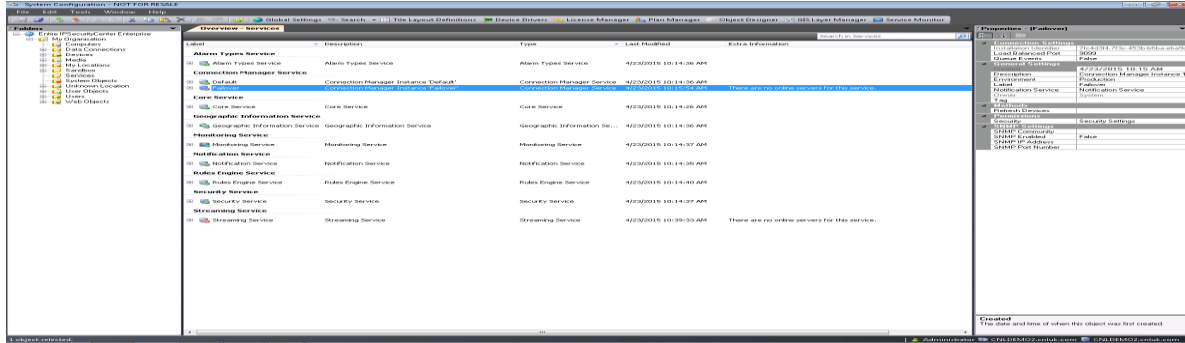 System Configuration - NOT FOR RESALE
File Edit Tools Window Help
Global Settings Search Tile Layout Definitions Device Drivers Licence Manager Plan Manager Object Designer GIS Layer Manager Service Monitor
Folders
Entire IPSecurityCenter Enterprise
My Organisation
Computers
Data Connections
Devices
Media
My Locations
Sandbox
Services
System Objects
Unknown Location
User Objects
Users
Web Objects
Overview - Services
Search in Services
Label Description Type Last Modified Extra Information
Alarm Types Service
Alarm Types Service Alarm Types Service Alarm Types Service 4/23/2015 10:14:36 AM
Connection Manager Service
Default Connection Manager Instance 'Default' Connection Manager Service 4/23/2015 10:14:36 AM
Failover Connection Manager Instance 'Failover' Connection Manager Service 4/23/2015 10:15:54 AM There are no online servers for this service.
Core Service
Core Service Core Service Core Service 4/23/2015 10:14:26 AM
Geographic Information Service
Geographic Information Service Geographic Information Service Geographic Information Se... 4/23/2015 10:14:36 AM
Monitoring Service
Monitoring Service Monitoring Service Monitoring Service 4/23/2015 10:14:37 AM
Notification Service
Notification Service Notification Service Notification Service 4/23/2015 10:14:35 AM
Rules Engine Service
Rules Engine Service Rules Engine Service Rules Engine Service 4/23/2015 10:14:40 AM
Security Service
Security Service Security Service Security Service 4/23/2015 10:14:37 AM
Streaming Service
Streaming Service Streaming Service Streaming Service 4/23/2015 10:39:33 AM There are no online servers for this service.
Properties - [Failover]
Connection Settings
Installation Identifier
Load Balanced Port 9099
Queue Events False
General Settings
4/23/2015 10:15 AM
Description Connection Manager Instance
Environment Production
Label Failover
Notification Service Notification Service
Owner System
Tag
Methods
Refresh Devices
Permissions
Security Security Settings
SNMP Settings
SNMP Community
SNMP Enabled False
SNMP IP Address
SNMP Port Number
Created
The date and time of when this object was first created.
1 object selected. Administrator CNLDEMO2.cnluk.com CNLDEMO2.cnluk.com